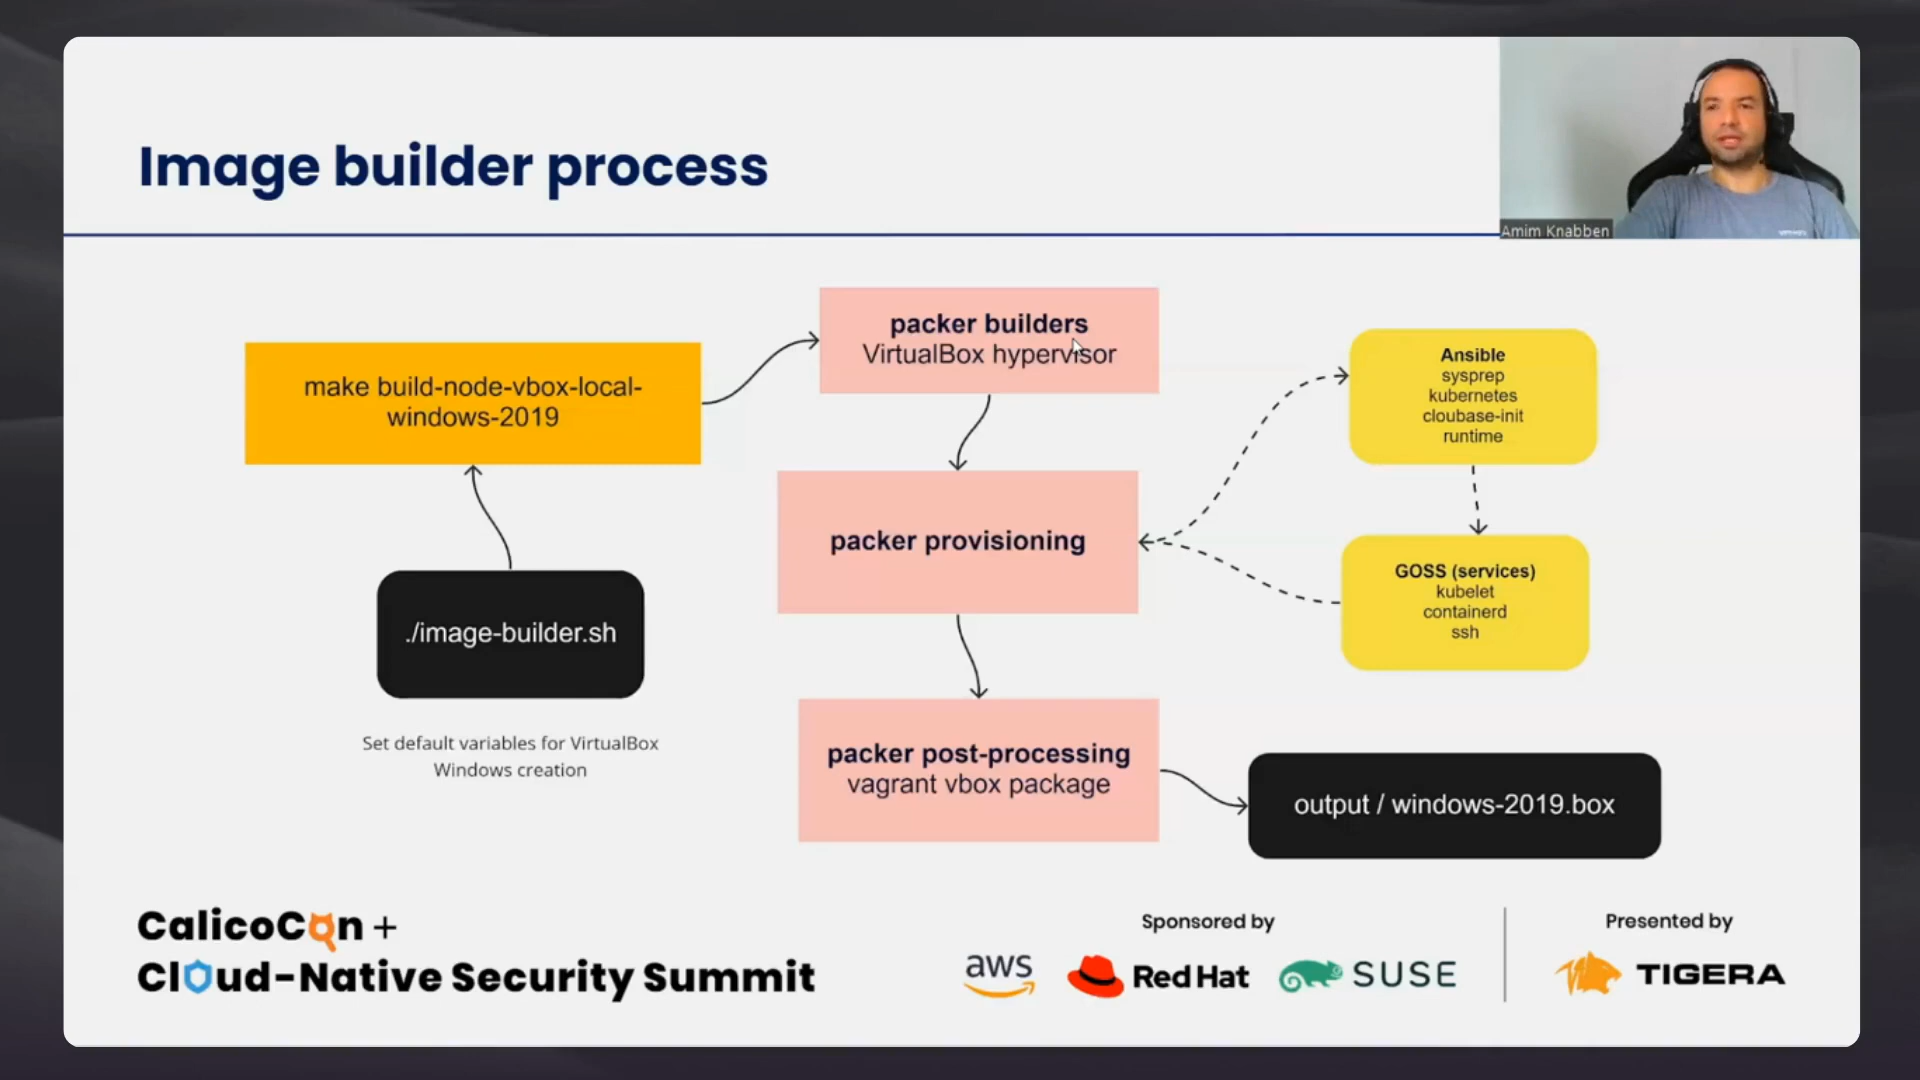 Image builder process
Amim Knabben
packer builders
VirtualBox hypervisor
make build-node-vbox-local-
windows-2019
Ansible
sysprep
kubernetes
cloubase-init
runtime
packer provisioning
GOSS (services)
kubelet
containerd
ssh
./image-builder.sh
Set default variables for VirtualBox
Windows creation
packer post-processing
vagrant vbox package
output / windows-2019.box
CalicoCon +
Cloud-Native Security Summit
Sponsored by
aws
Red Hat
SUSE
Presented by
TIGERA